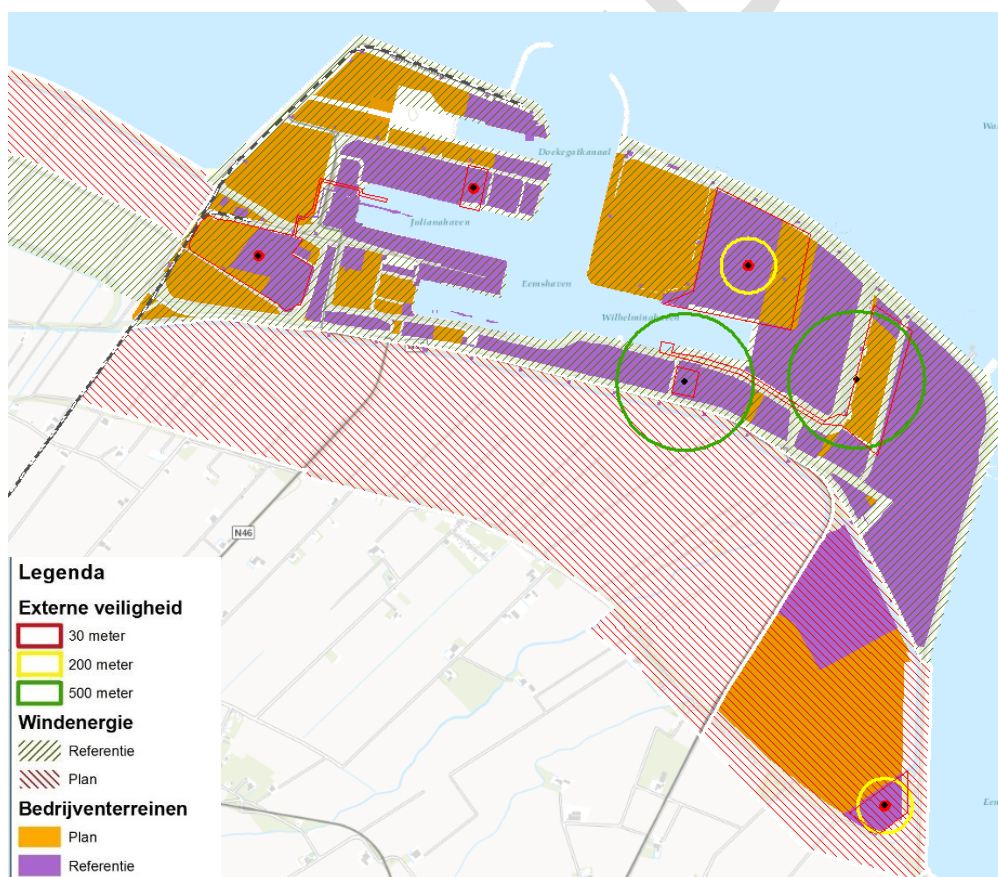 Doekegatkanaal
Julianahaven
Eemshaven
Wilhelminahaven
N46
Legenda
Externe veiligheid
30 meter
200 meter
500 meter
Windenergie
Referentie
Plan
Bedrijventerreinen
Plan
Referentie